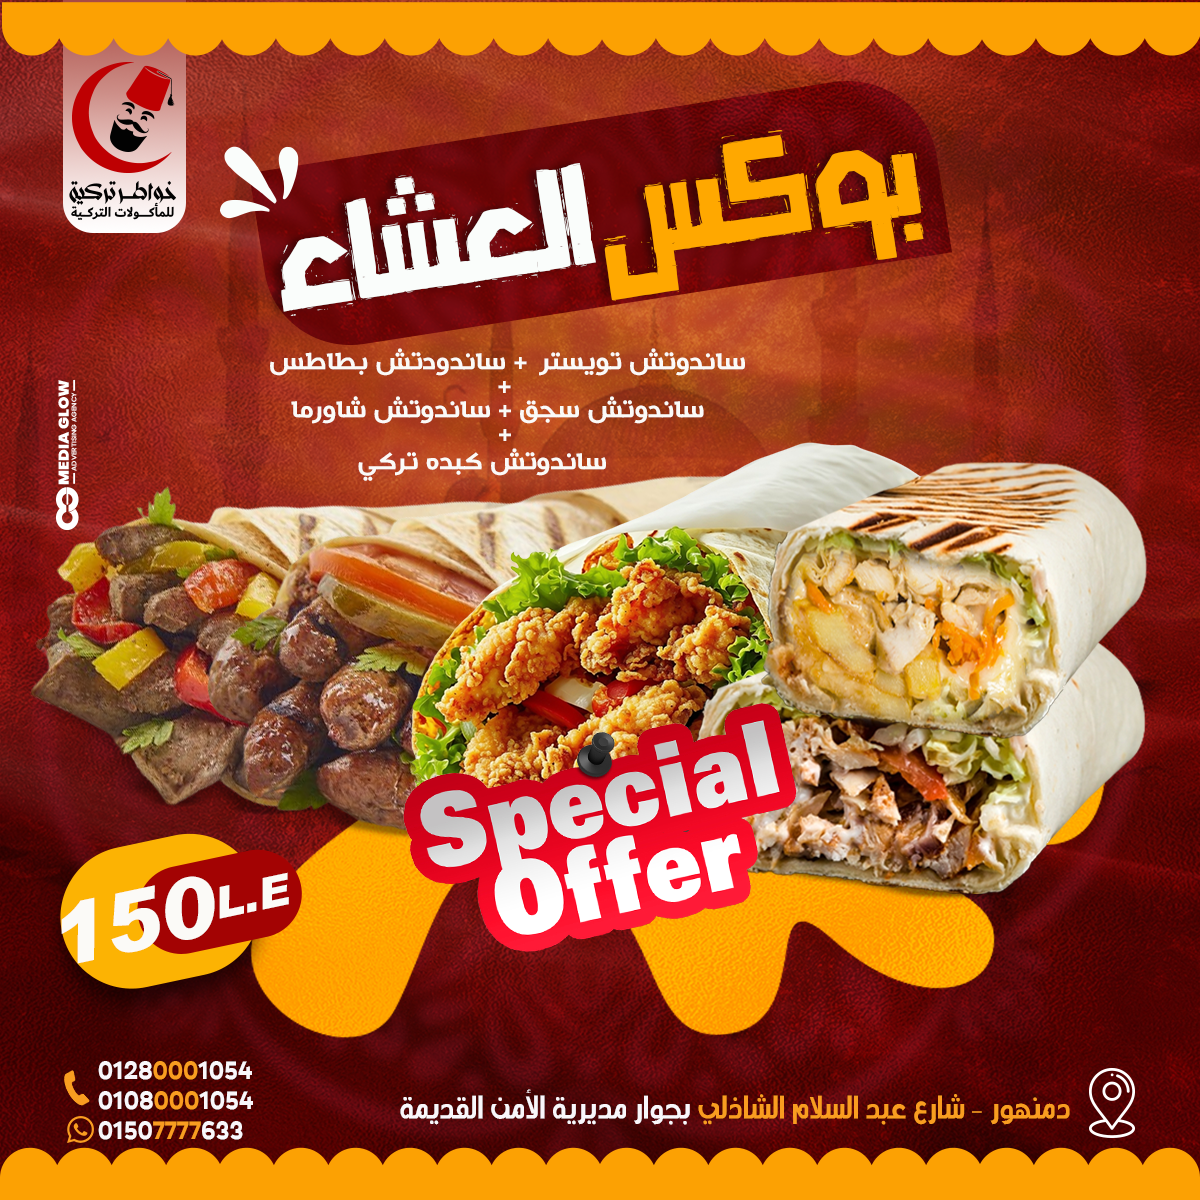 خواطر تركية
للمأكولات التركية
بوكس العشاء
ساندوتش تويستر + ساندودتش بطاطس
+
ساندوتش سجق + ساندوتش شاورما
+
ساندوتش كبده تركي
MEDIA GLOW
ADVERTISING AGENCY
Special
Offer
150L.E
01280001054
01080001054
01507777633
دمنهور - شارع عبد السلام الشاذلي بجوار مديرية الأمن القديمة